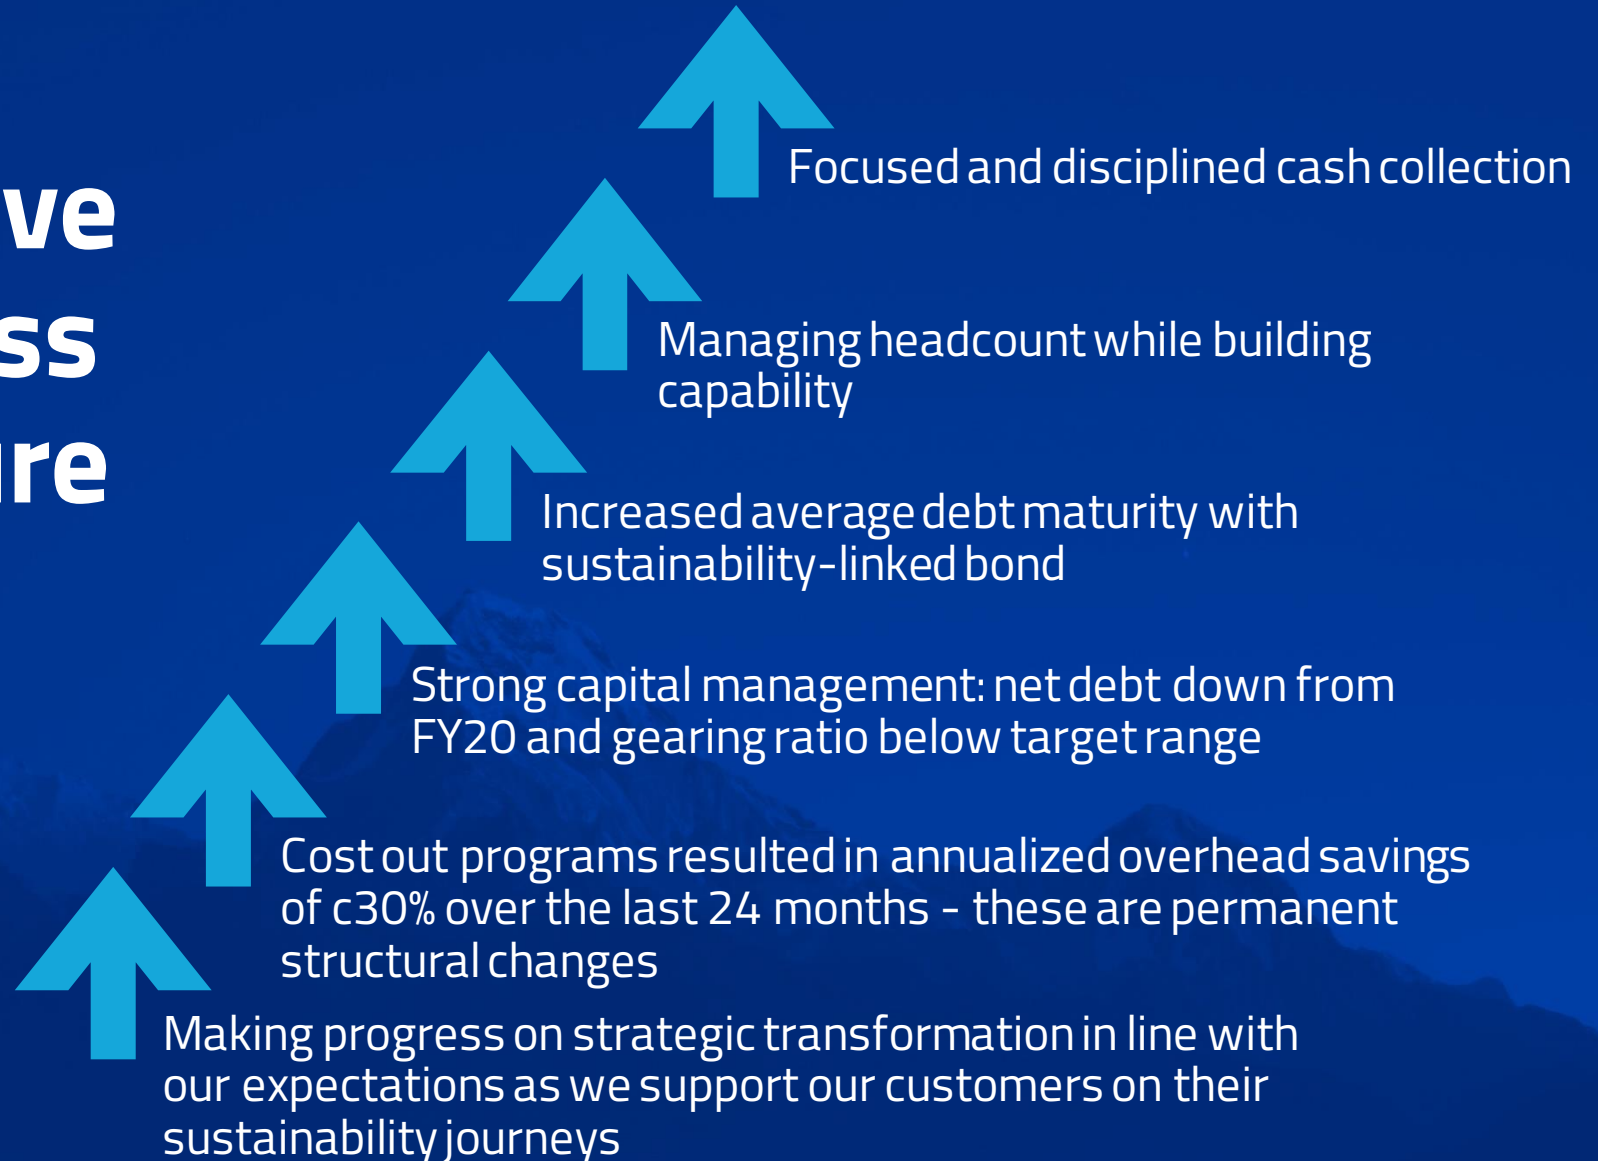 ve
ss
re
Focused and disciplined cash collection
Managing headcount while building
capability
Increased average debt maturity with
sustainability-linked bond
Strong capital management: net debt down from
FY20 and gearing ratio below target range
Cost out programs resulted in annualized overhead savings
of c30% over the last 24 months - these are permanent
structural changes
Making progress on strategic transformation in line with
our expectations as we support our customers on their
sustainability journeys